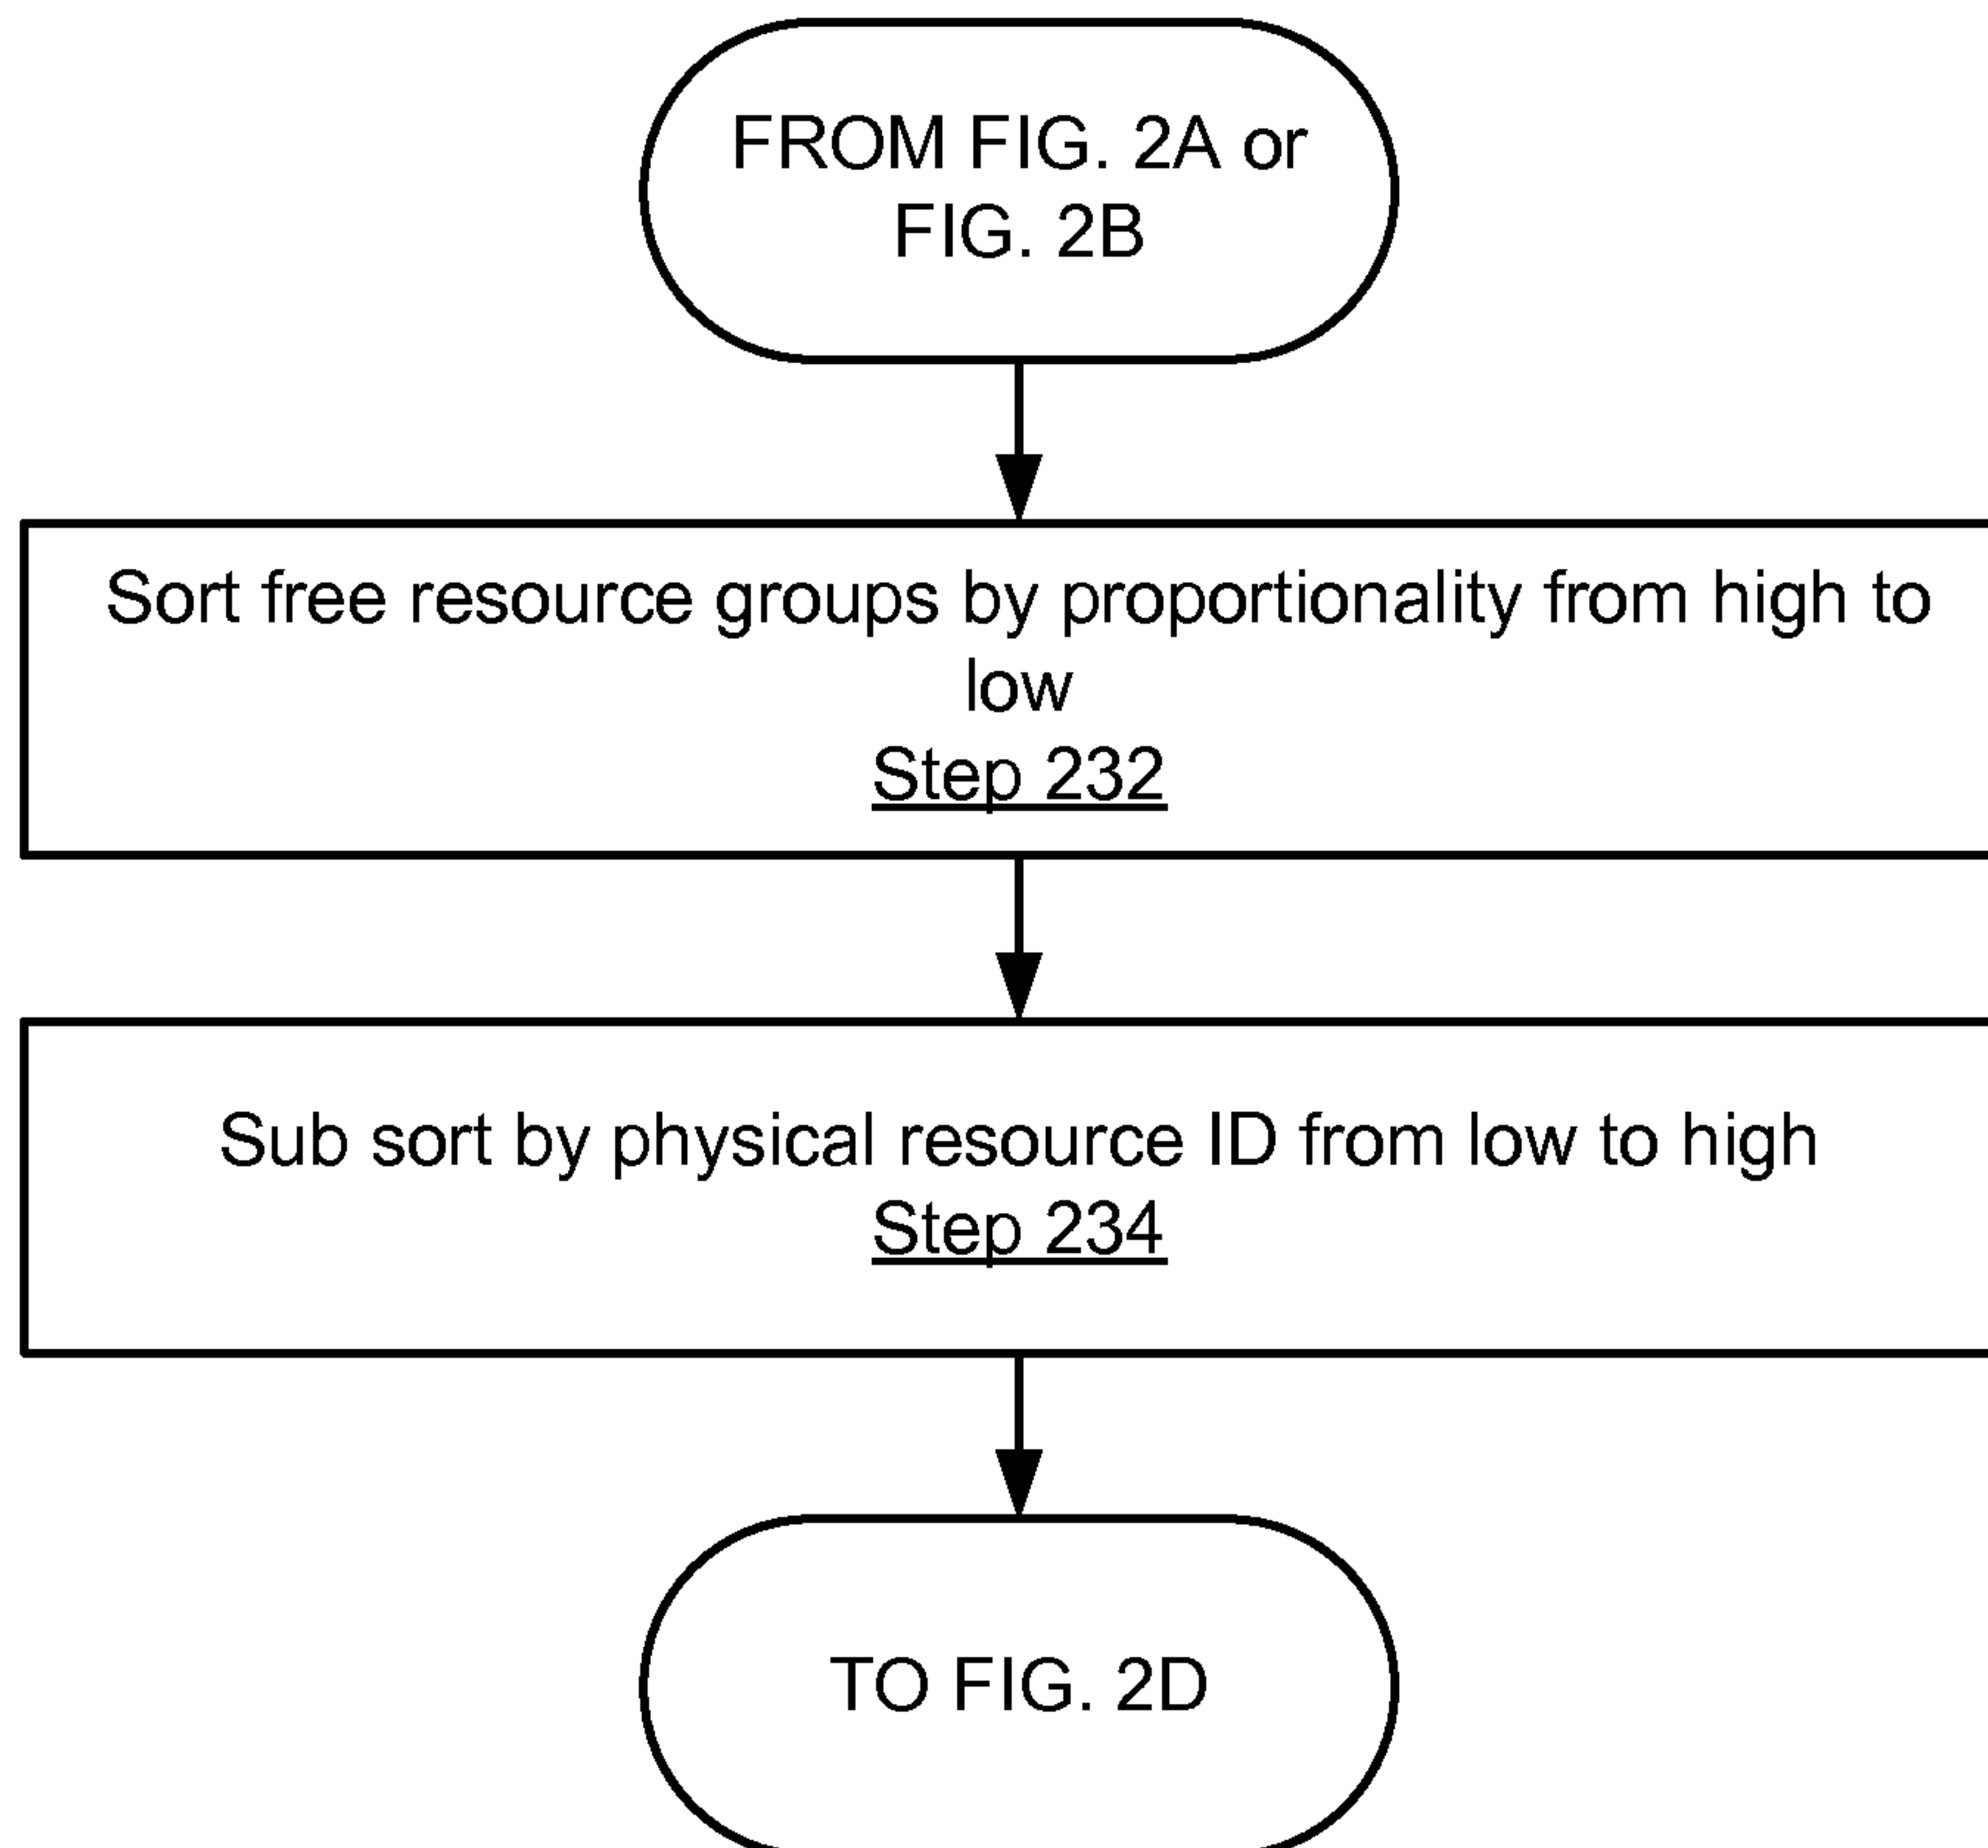 FROM FIG. 2A or
FIG. 2B
Sort free resource groups by proportionality from high to
low
Step 232
Sub sort by physical resource ID from low to high
Step 234
TO FIG. 2D